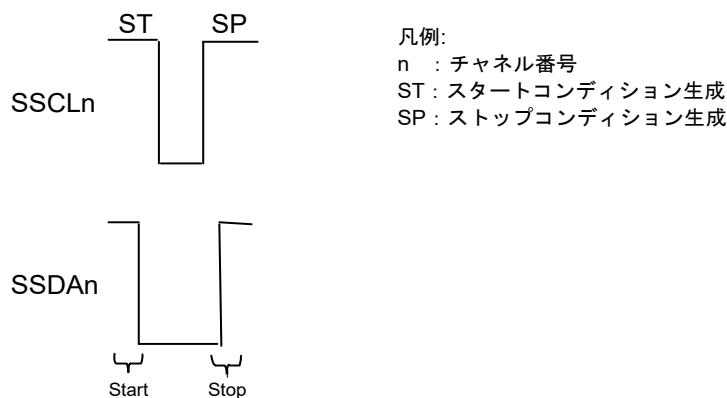 ST SP
SSCLn
SSDAn
Start Stop
凡例:
n ：チャネル番号
ST：スタートコンディション生成
SP：ストップコンディション生成